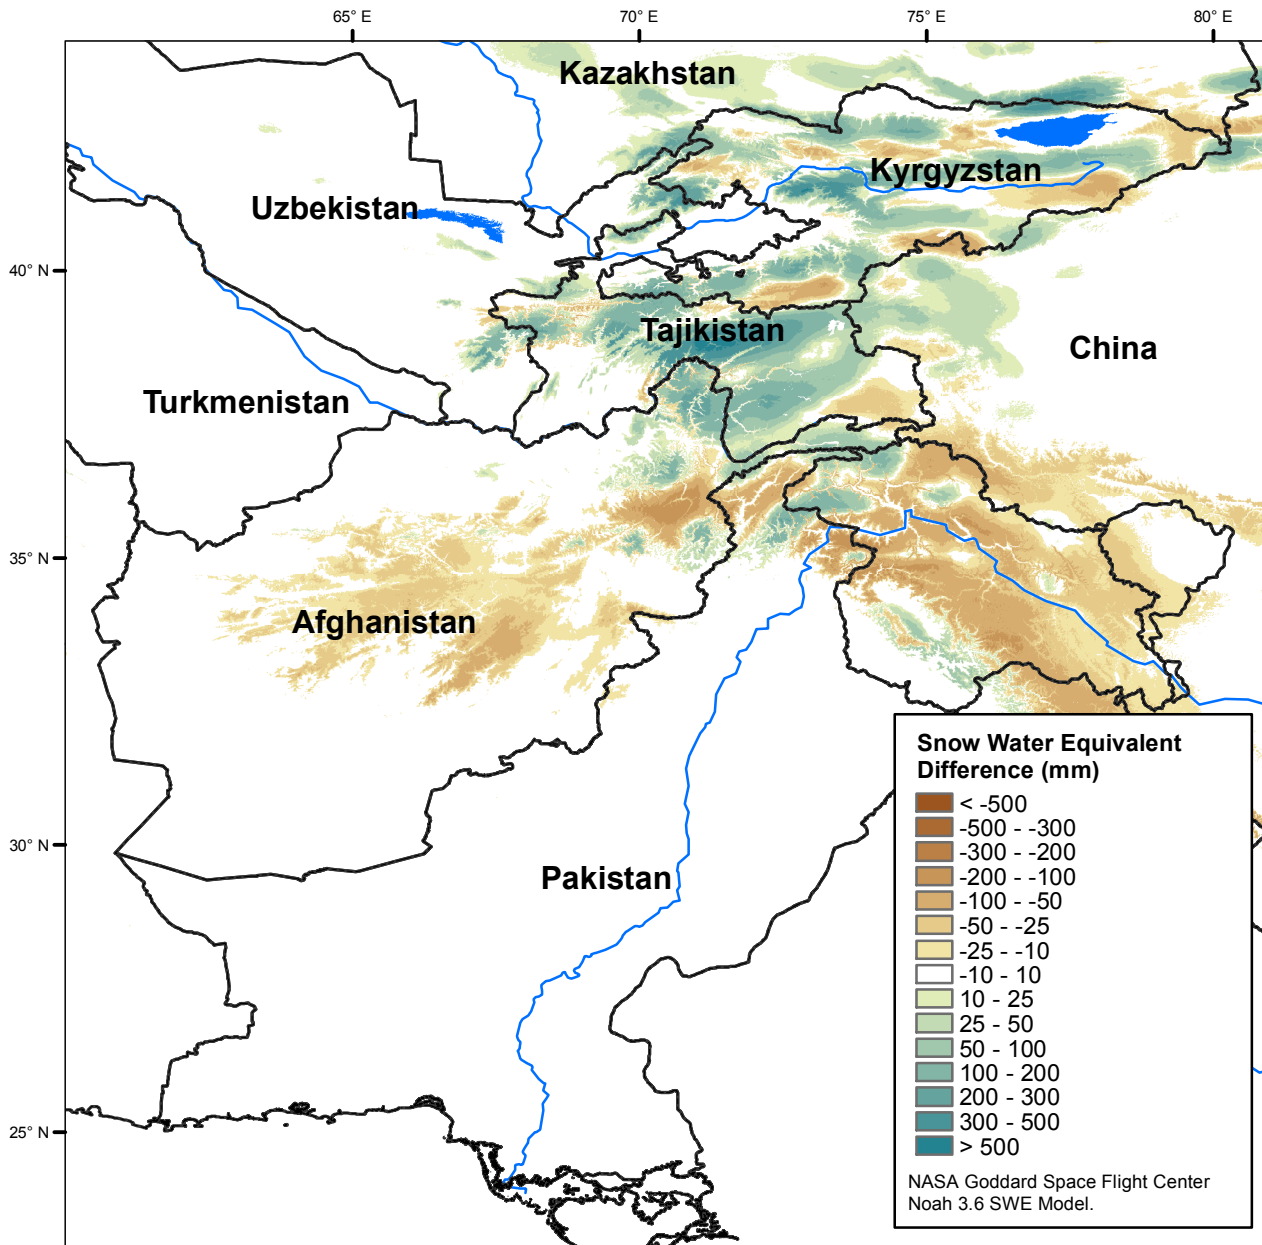 65° E
70° E
75° E
80° E
Kazakhstan
Kyrgyzstan
Uzbekistan
40° N
Tajikistan
China
Turkmenistan
35° N
Afghanistan
30° N
Pakistan
25° N
Snow Water Equivalent
Difference (mm)
< -500
-500 - -300
-300 - -200
-200 - -100
-100 - -50
-50 - -25
-25 - -10
-10 - 10
10 - 25
25 - 50
50 - 100
100 - 200
200 - 300
300 - 500
> 500
NASA Goddard Space Flight Center
Noah 3.6 SWE Model.